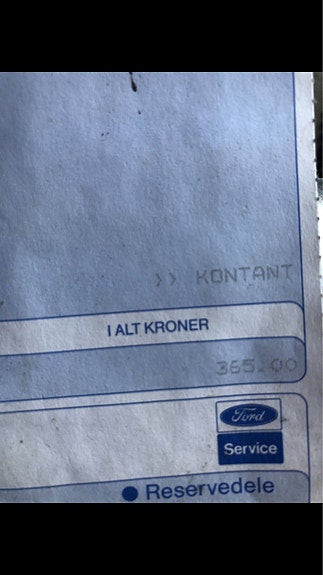 >> KONTANT
I ALT KRONER
365.00
Ford
Service
● Reservedele